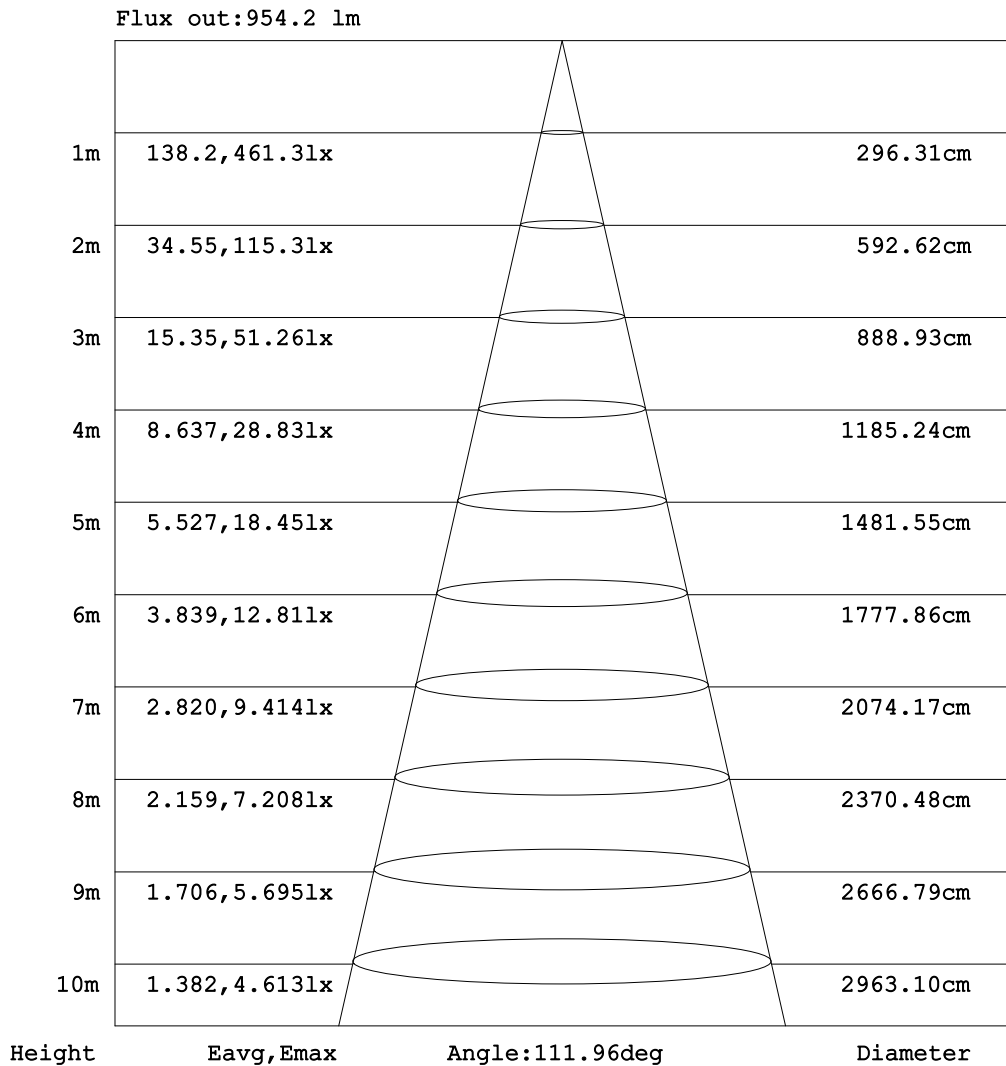 Flux out:954.2 lm
1m 138.2,461.3lx 296.31cm
2m 34.55,115.3lx 592.62cm
3m 15.35,51.26lx 888.93cm
4m 8.637,28.83lx 1185.24cm
5m 5.527,18.45lx 1481.55cm
6m 3.839,12.81lx 1777.86cm
7m 2.820,9.414lx 2074.17cm
8m 2.159,7.208lx 2370.48cm
9m 1.706,5.695lx 2666.79cm
10m 1.382,4.613lx 2963.10cm
Height Eavg,Emax Angle:111.96deg Diameter